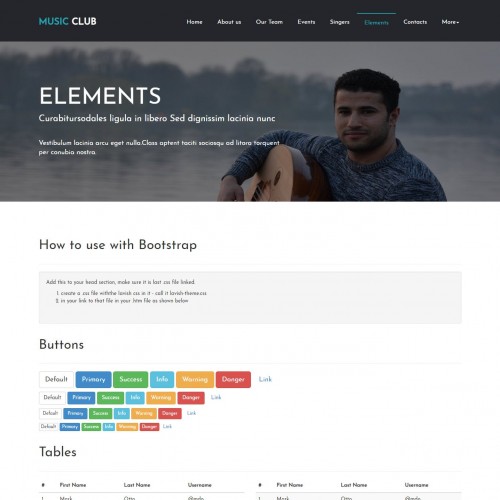 MUSIC CLUB
Home About us Our Team Events Singers Elements Contacts More
ELEMENTS
Curabitursodales ligula in libero Sed dignissim lacinia nunc
Vestibulum lacinia arcu eget nulla.Class aptent taciti sociosqu ad litora torquent
per conubia nostra.
How to use with Bootstrap
Add this to your head section, make sure it is last .css file linked
1. create a .css file withthe lavish css in it - call it lavish-theme.css
2. in your link to that file in your .htm file as shown below
Buttons
Default Primary Success Info Warning Danger Link
Default Primary Success Info Warning Danger Link
Default Primary Success Info Warning Danger Link
Default Primary Success Info Warning Danger Link
Tables
# First Name Last Name Username # First Name Last Name Username
1 Mark Otto @mdo 1 Mark Otto @mdo